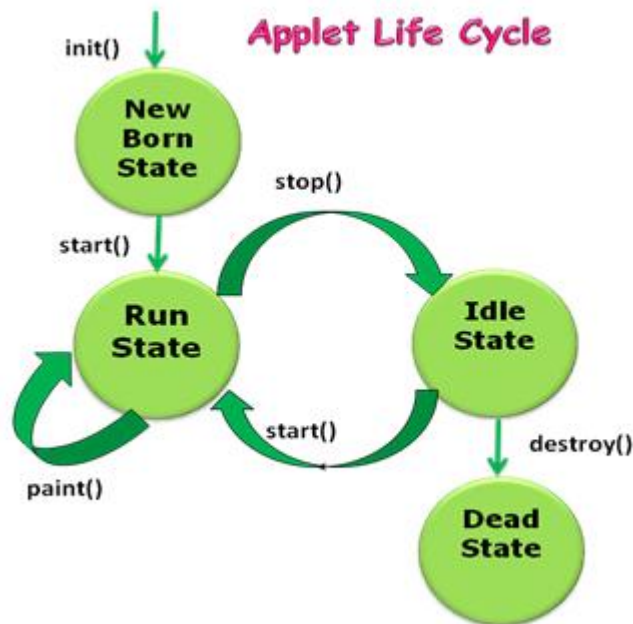 Applet Life Cycle
init()
New
Born
State
stop()
start()
Run
State
Idle
State
start()
paint()
destroy()
Dead
State